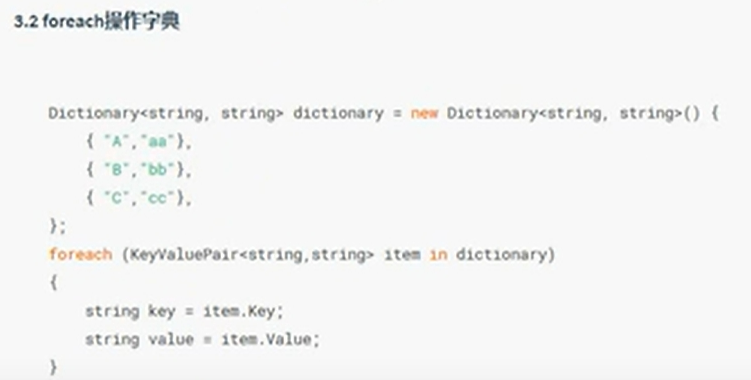 3.2 foreach操作字典
Dictionary<string, string> dictionary = new Dictionary<string, string>() {
{ "A","aa"},
{ "B","bb"},
{ "C","cc"},
};
foreach (KeyValuePair<string,string> item in dictionary)
{
string key = item.Key;
string value = item.Value;
}